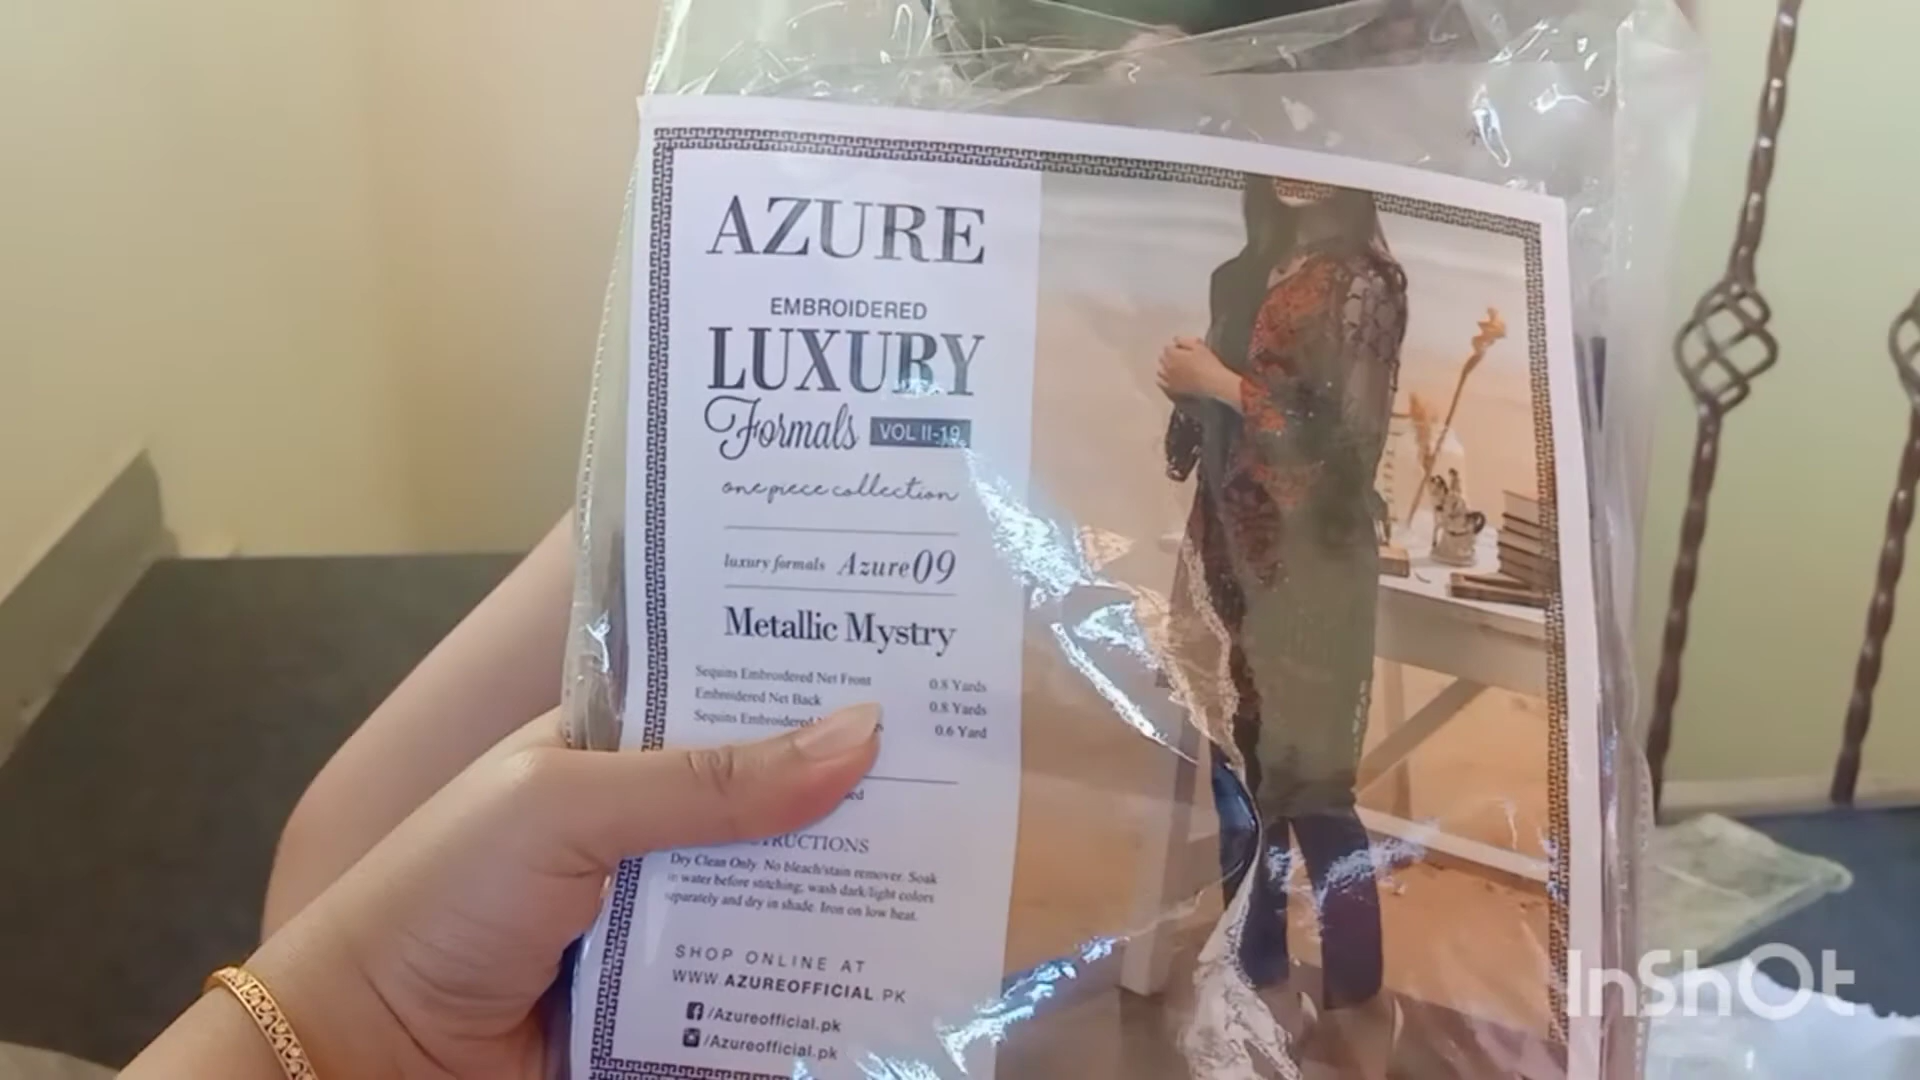 AZURE
EMBROIDERED
LUXURY
Formals VOL II-19
one piece collection
luxury formals Azure 09
Metallic Mystry
Sequins Embroidered Net Front 0.8 Yards
Embroidered Net Back 0.8 Yards
Sequins Embroidered 0.6 Yard
RUCTIONS
Dry Clean Only. No bleach/stain remover. Soak
in water before stitching, wash dark/light colors
separately and dry in shade. Iron on low heat.
SHOP ONLINE AT
WWW.AZUREOFFICIAL.PK
/Azureofficial.pk
/Azureofficial.pk
InShOt